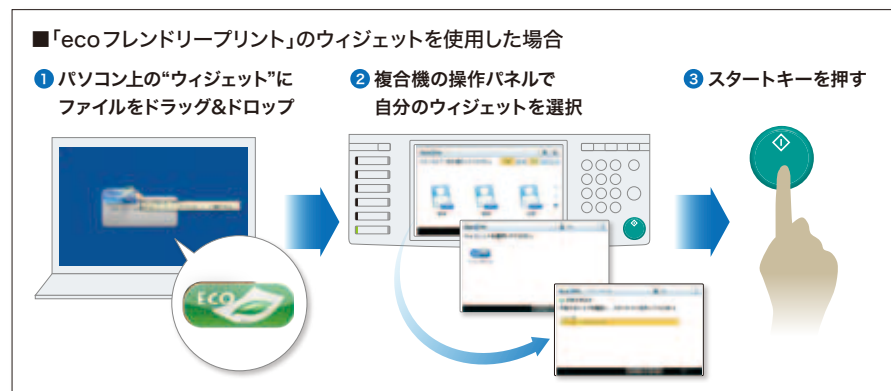 ■「ecoフレンドリープリント」のウィジェットを使用した場合
① パソコン上の“ウィジェット”に
ファイルをドラッグ&ドロップ
② 複合機の操作パネルで
自分のウィジェットを選択
③ スタートキーを押す
ECO